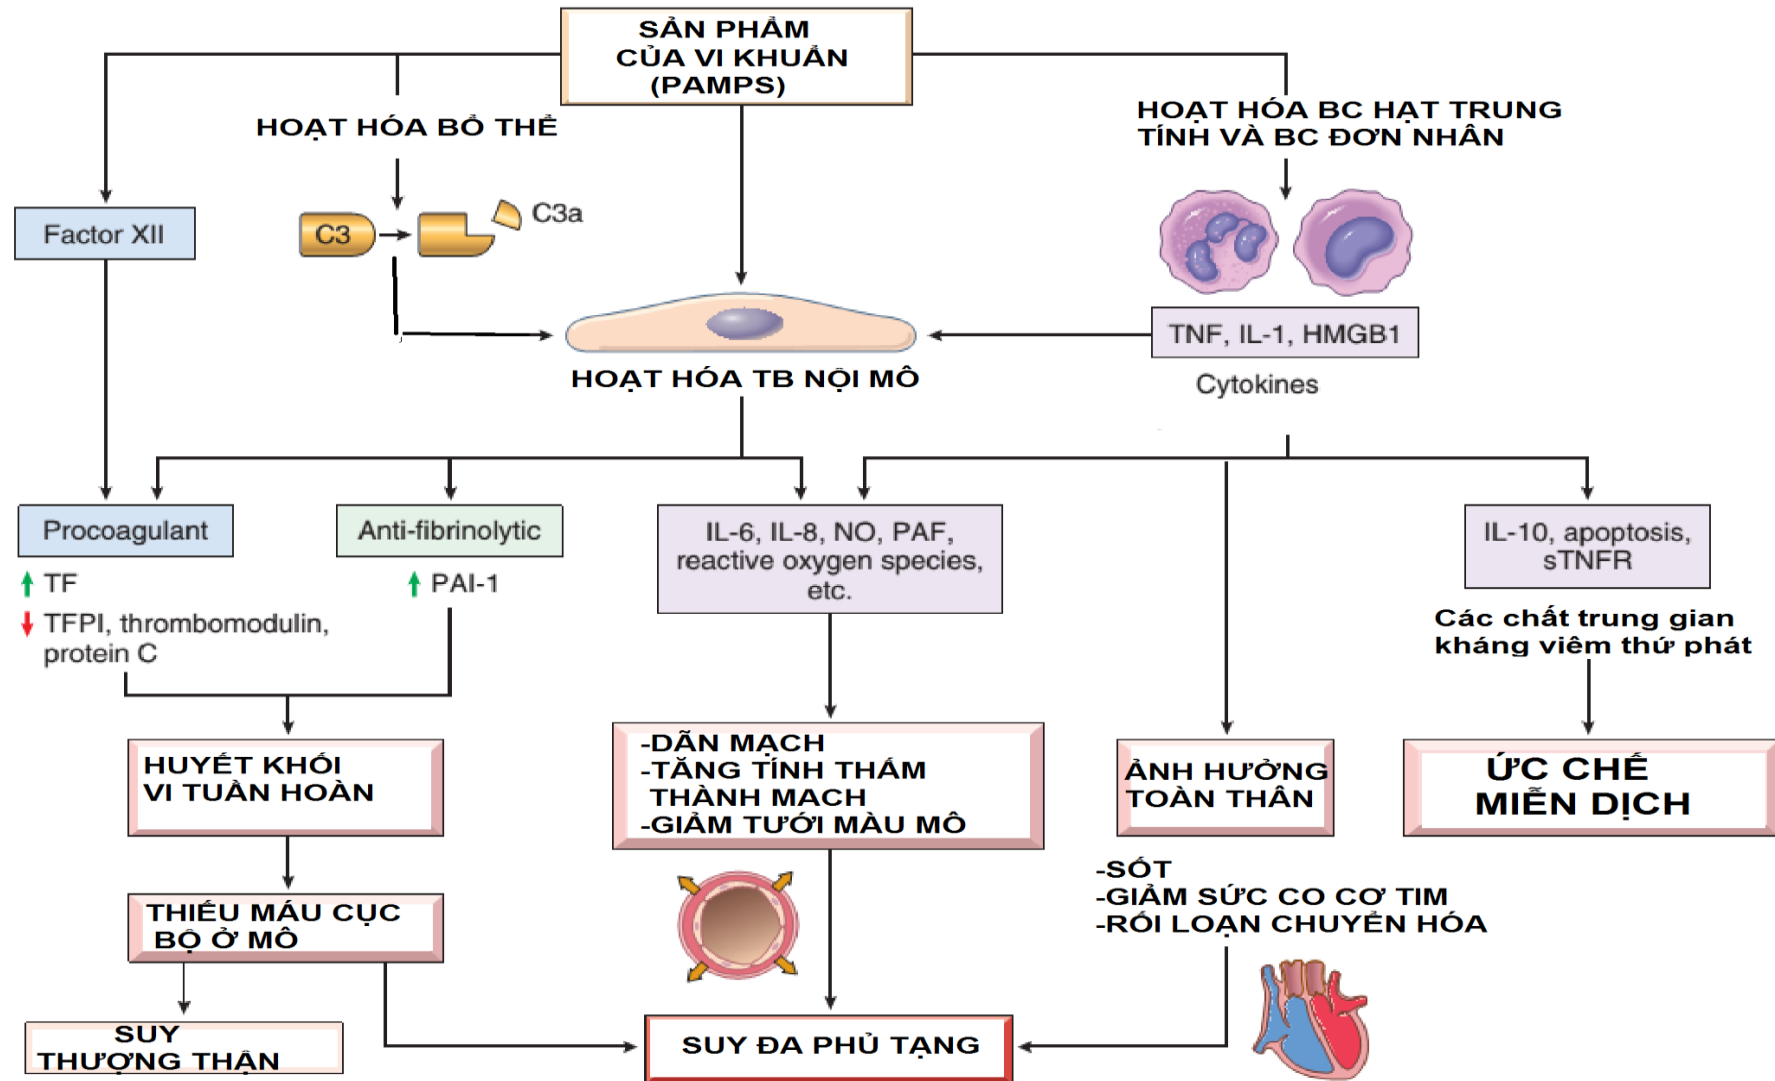 SẢN PHẨM
CỦA VI KHUẨN
(PAMPS)
HOẠT HÓA BỔ THỂ
HOẠT HÓA BC HẠT TRUNG
TÍNH VÀ BC ĐƠN NHÂN
Factor XII
C3
C3a
TNF, IL-1, HMGB1
Cytokines
HOẠT HÓA TB NỘI MÔ
Procoagulant
TF
TFPI, thrombomodulin,
protein C
Anti-fibrinolytic
PAI-1
IL-6, IL-8, NO, PAF,
reactive oxygen species,
etc.
IL-10, apoptosis,
sTNFR
Các chất trung gian
kháng viêm thứ phát
HUYẾT KHỐI
VI TUẦN HOÀN
-DÃN MẠCH
-TĂNG TÍNH THẤM
THÀNH MẠCH
-GIẢM TƯỚI MÀU MÔ
ẢNH HƯỞNG
TOÀN THÂN
ỨC CHẾ
MIỄN DỊCH
-SỐT
-GIẢM SỨC CO CƠ TIM
-RỐI LOẠN CHUYỂN HÓA
THIẾU MÁU CỤC
BỘ Ở MÔ
SUY
THƯỢNG THẬN
SUY ĐA PHỦ TẠNG